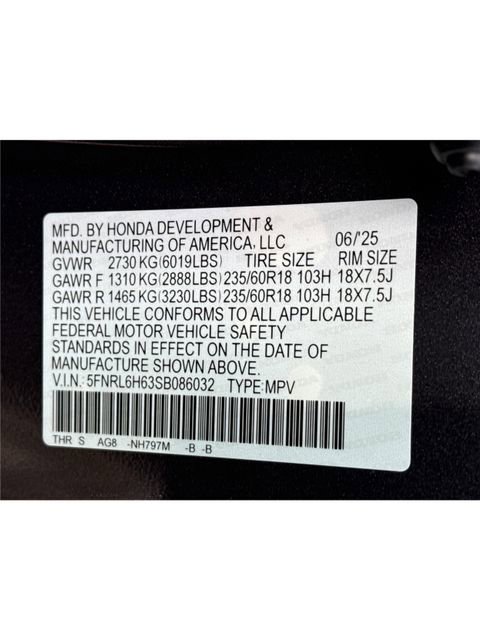 MFD. BY HONDA DEVELOPMENT &
MANUFACTURING OF AMERICA, LLC 06/'25
GVWR 2730 KG(6019LBS) TIRE SIZE RIM SIZE
GAWR F 1310 KG(2888LBS) 235/60R18 103H 18X7.5J
GAWR R 1465 KG(3230LBS) 235/60R18 103H 18X7.5J
THIS VEHICLE CONFORMS TO ALL APPLICABLE
FEDERAL MOTOR VEHICLE SAFETY
STANDARDS IN EFFECT ON THE DATE OF
MANUFACTURE SHOWN ABOVE.
V.I.N. 5FNRL6H63SB086032 TYPE:MPV
THR S AG8 -NH797M -B -B